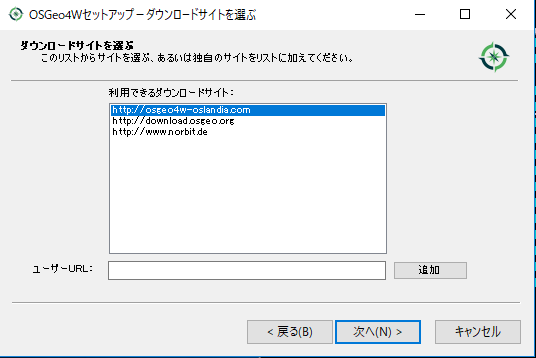 OSGeo4Wセットアップ－ダウンロードサイトを選ぶ
ダウンロードサイトを選ぶ
このリストからサイトを選ぶ、あるいは独自のサイトをリストに加えてください。
利用できるダウンロードサイト:
http://osgeo4w-oslandia.com
http://download.osgeo.org
http://www.norbit.de
ユーザーURL:
追加
< 戻る(B)
次へ(N) >
キャンセル